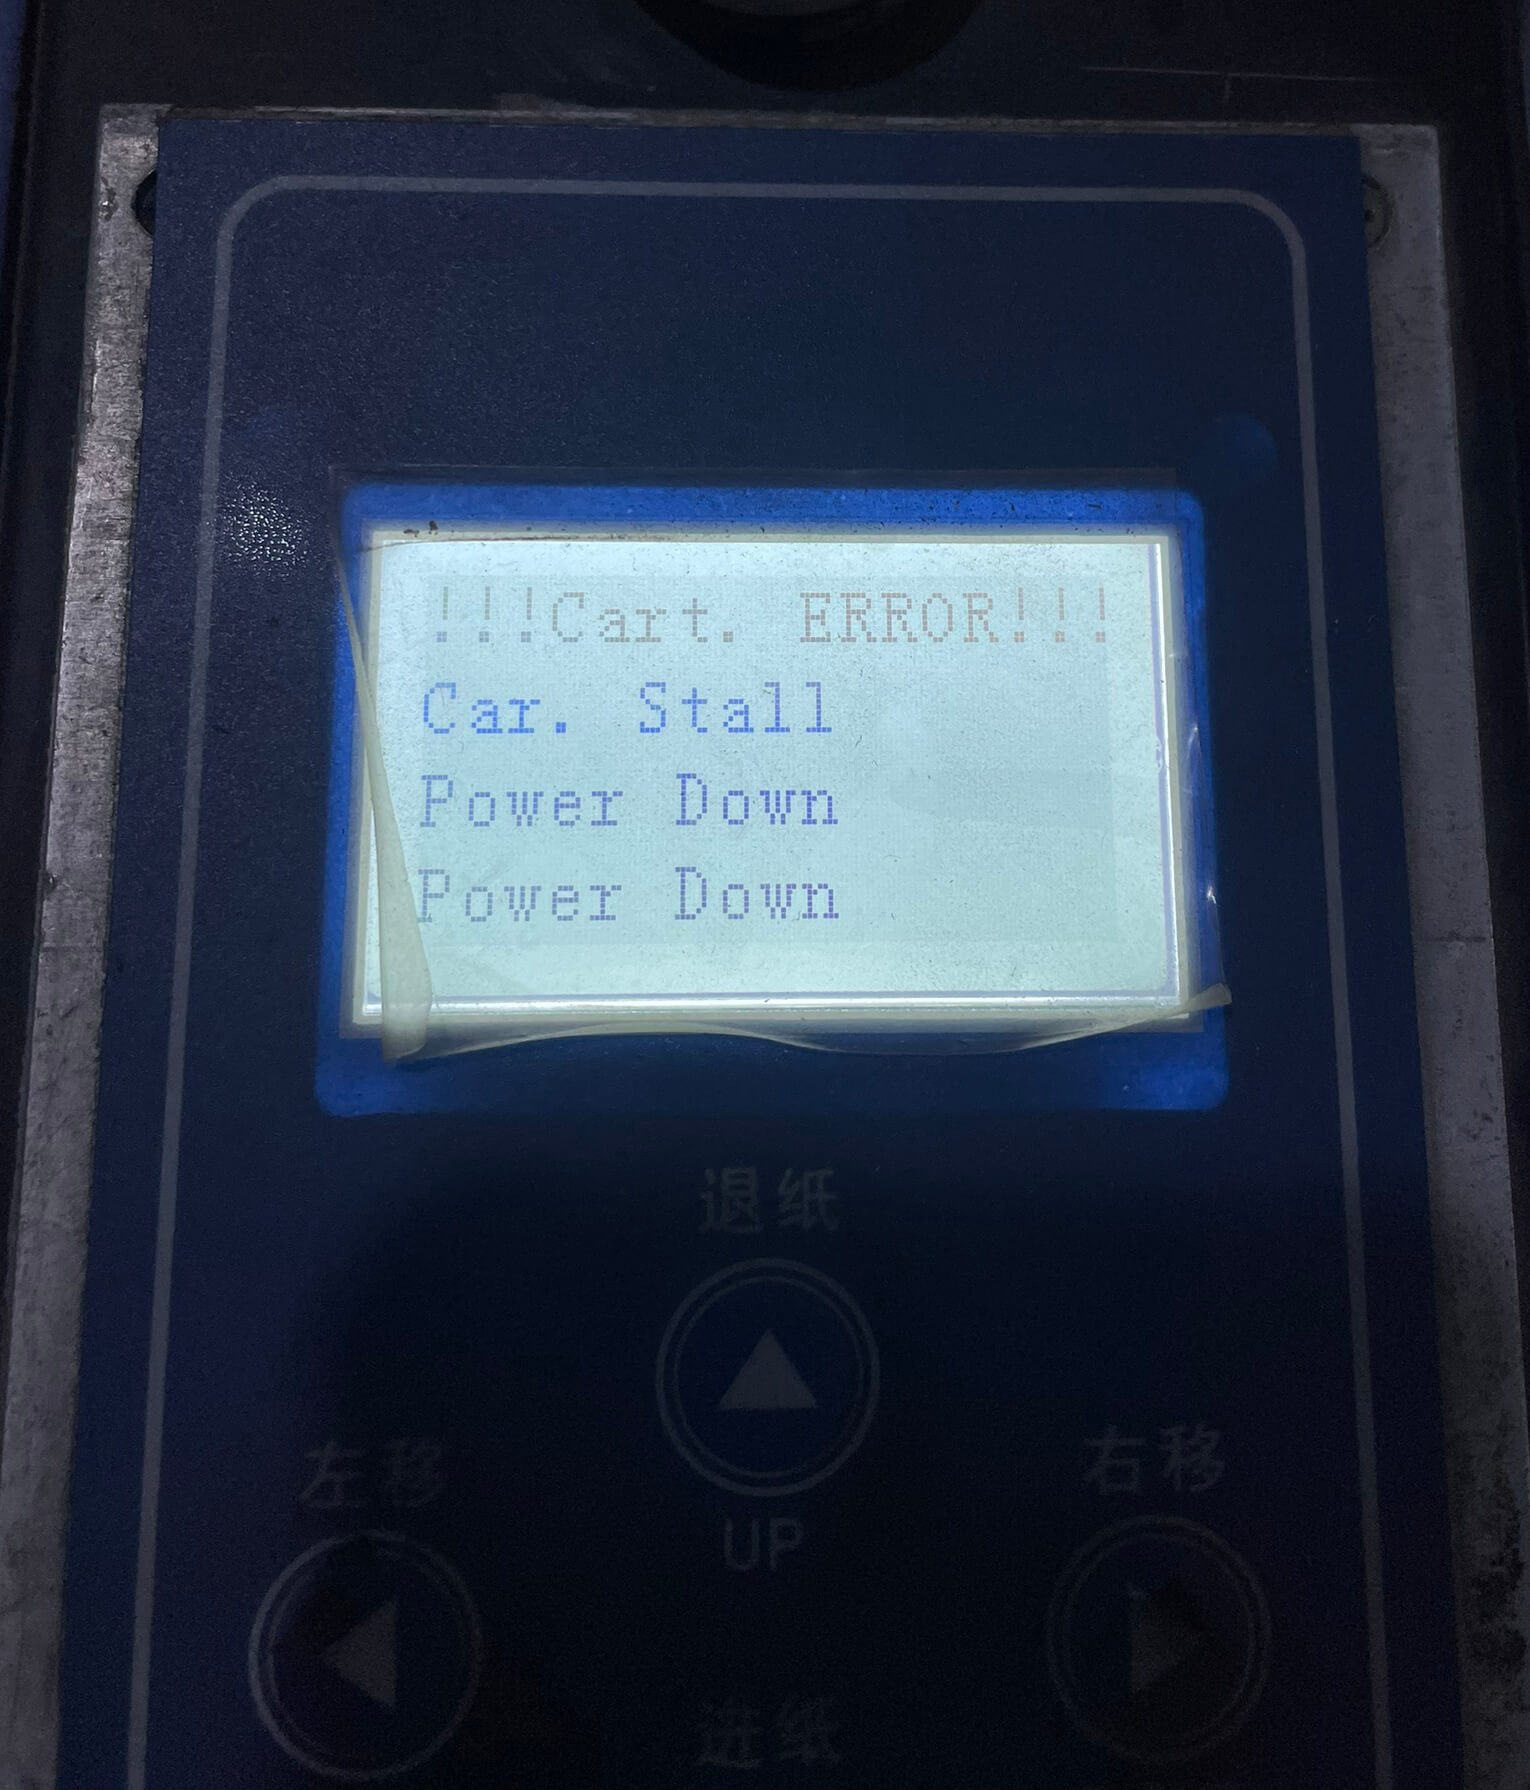 !!!Cart. ERROR!!!
Car. Stall
Power Down
Power Down
退纸
左移
右移
UP
进纸